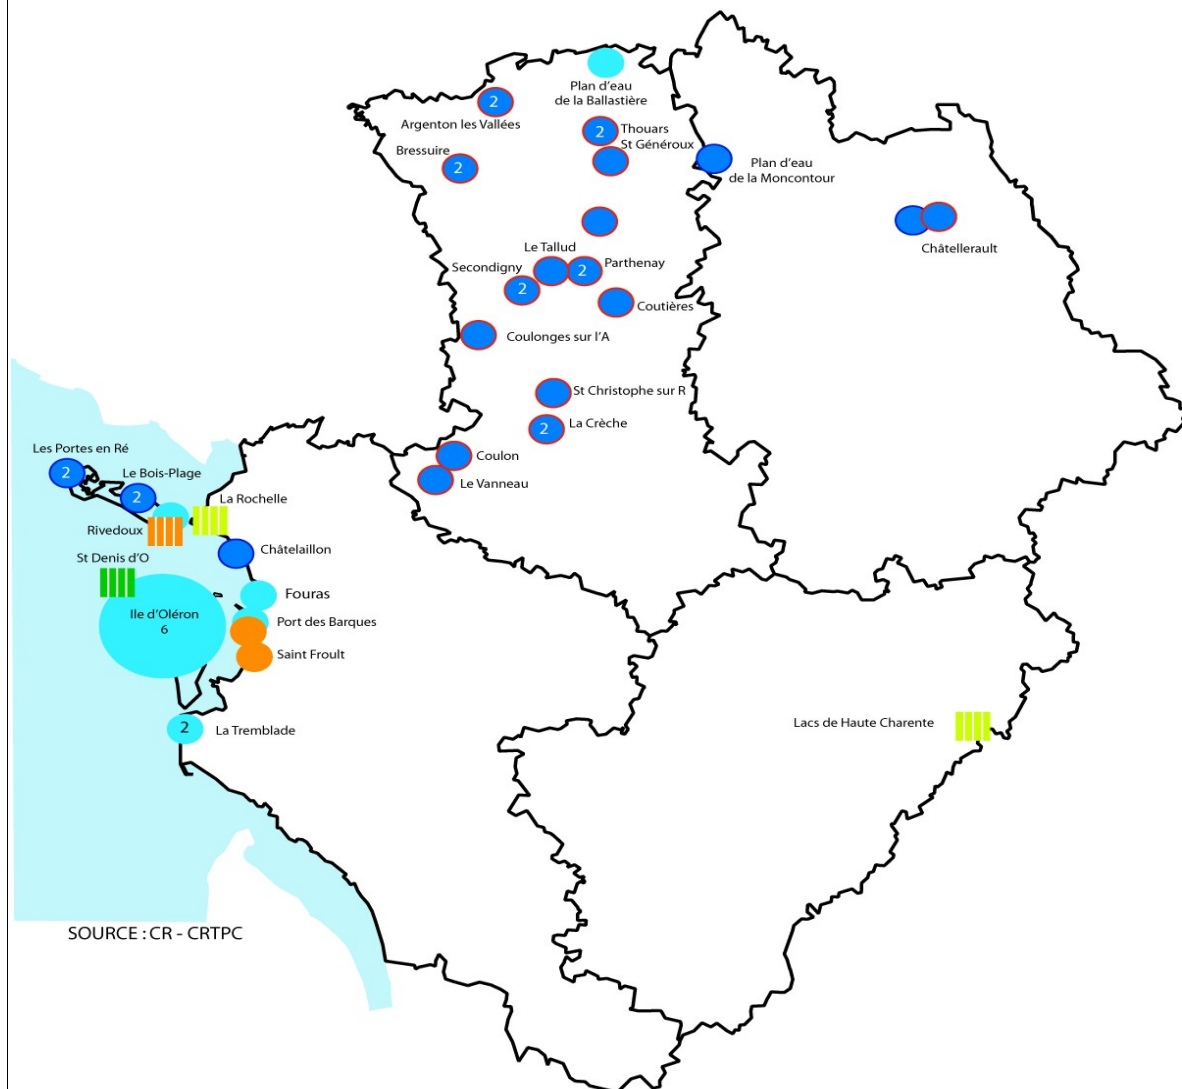 Plan d'eau
de la Ballastière
2
Argenton les Vallées
2
Thouars
St Généroux
Bressuire
2
Plan d'eau
de la Moncontour
Châtellerault
Le Tallud
Secondigny
2
Parthenay
2
Coutières
Coulonges sur l'A
St Christophe sur R
2
La Crèche
Coulon
Le Vanneau
Les Portes en Ré
2
Le Bois-Plage
2
La Rochelle
Rivedoux
St Denis d'O
Châtelaillon
Fouras
Ile d'Oléron
6
Port des Barques
Saint Froult
2
La Tremblade
Lacs de Haute Charente
SOURCE : CR - CRTPC